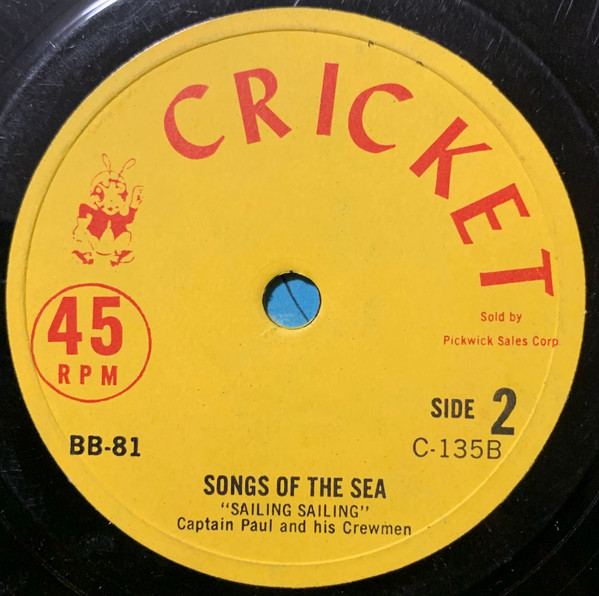 CRICKET
45
RPM
Sold by
Pickwick Sales Corp.
SIDE 2
BB-81
C-135B
SONGS OF THE SEA
"SAILING SAILING"
Captain Paul and his Crewmen